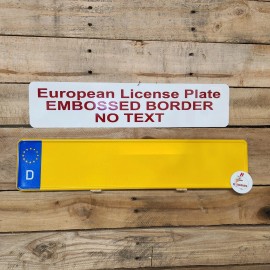 European License Plate
EMBOSSED BORDER
NO TEXT
D